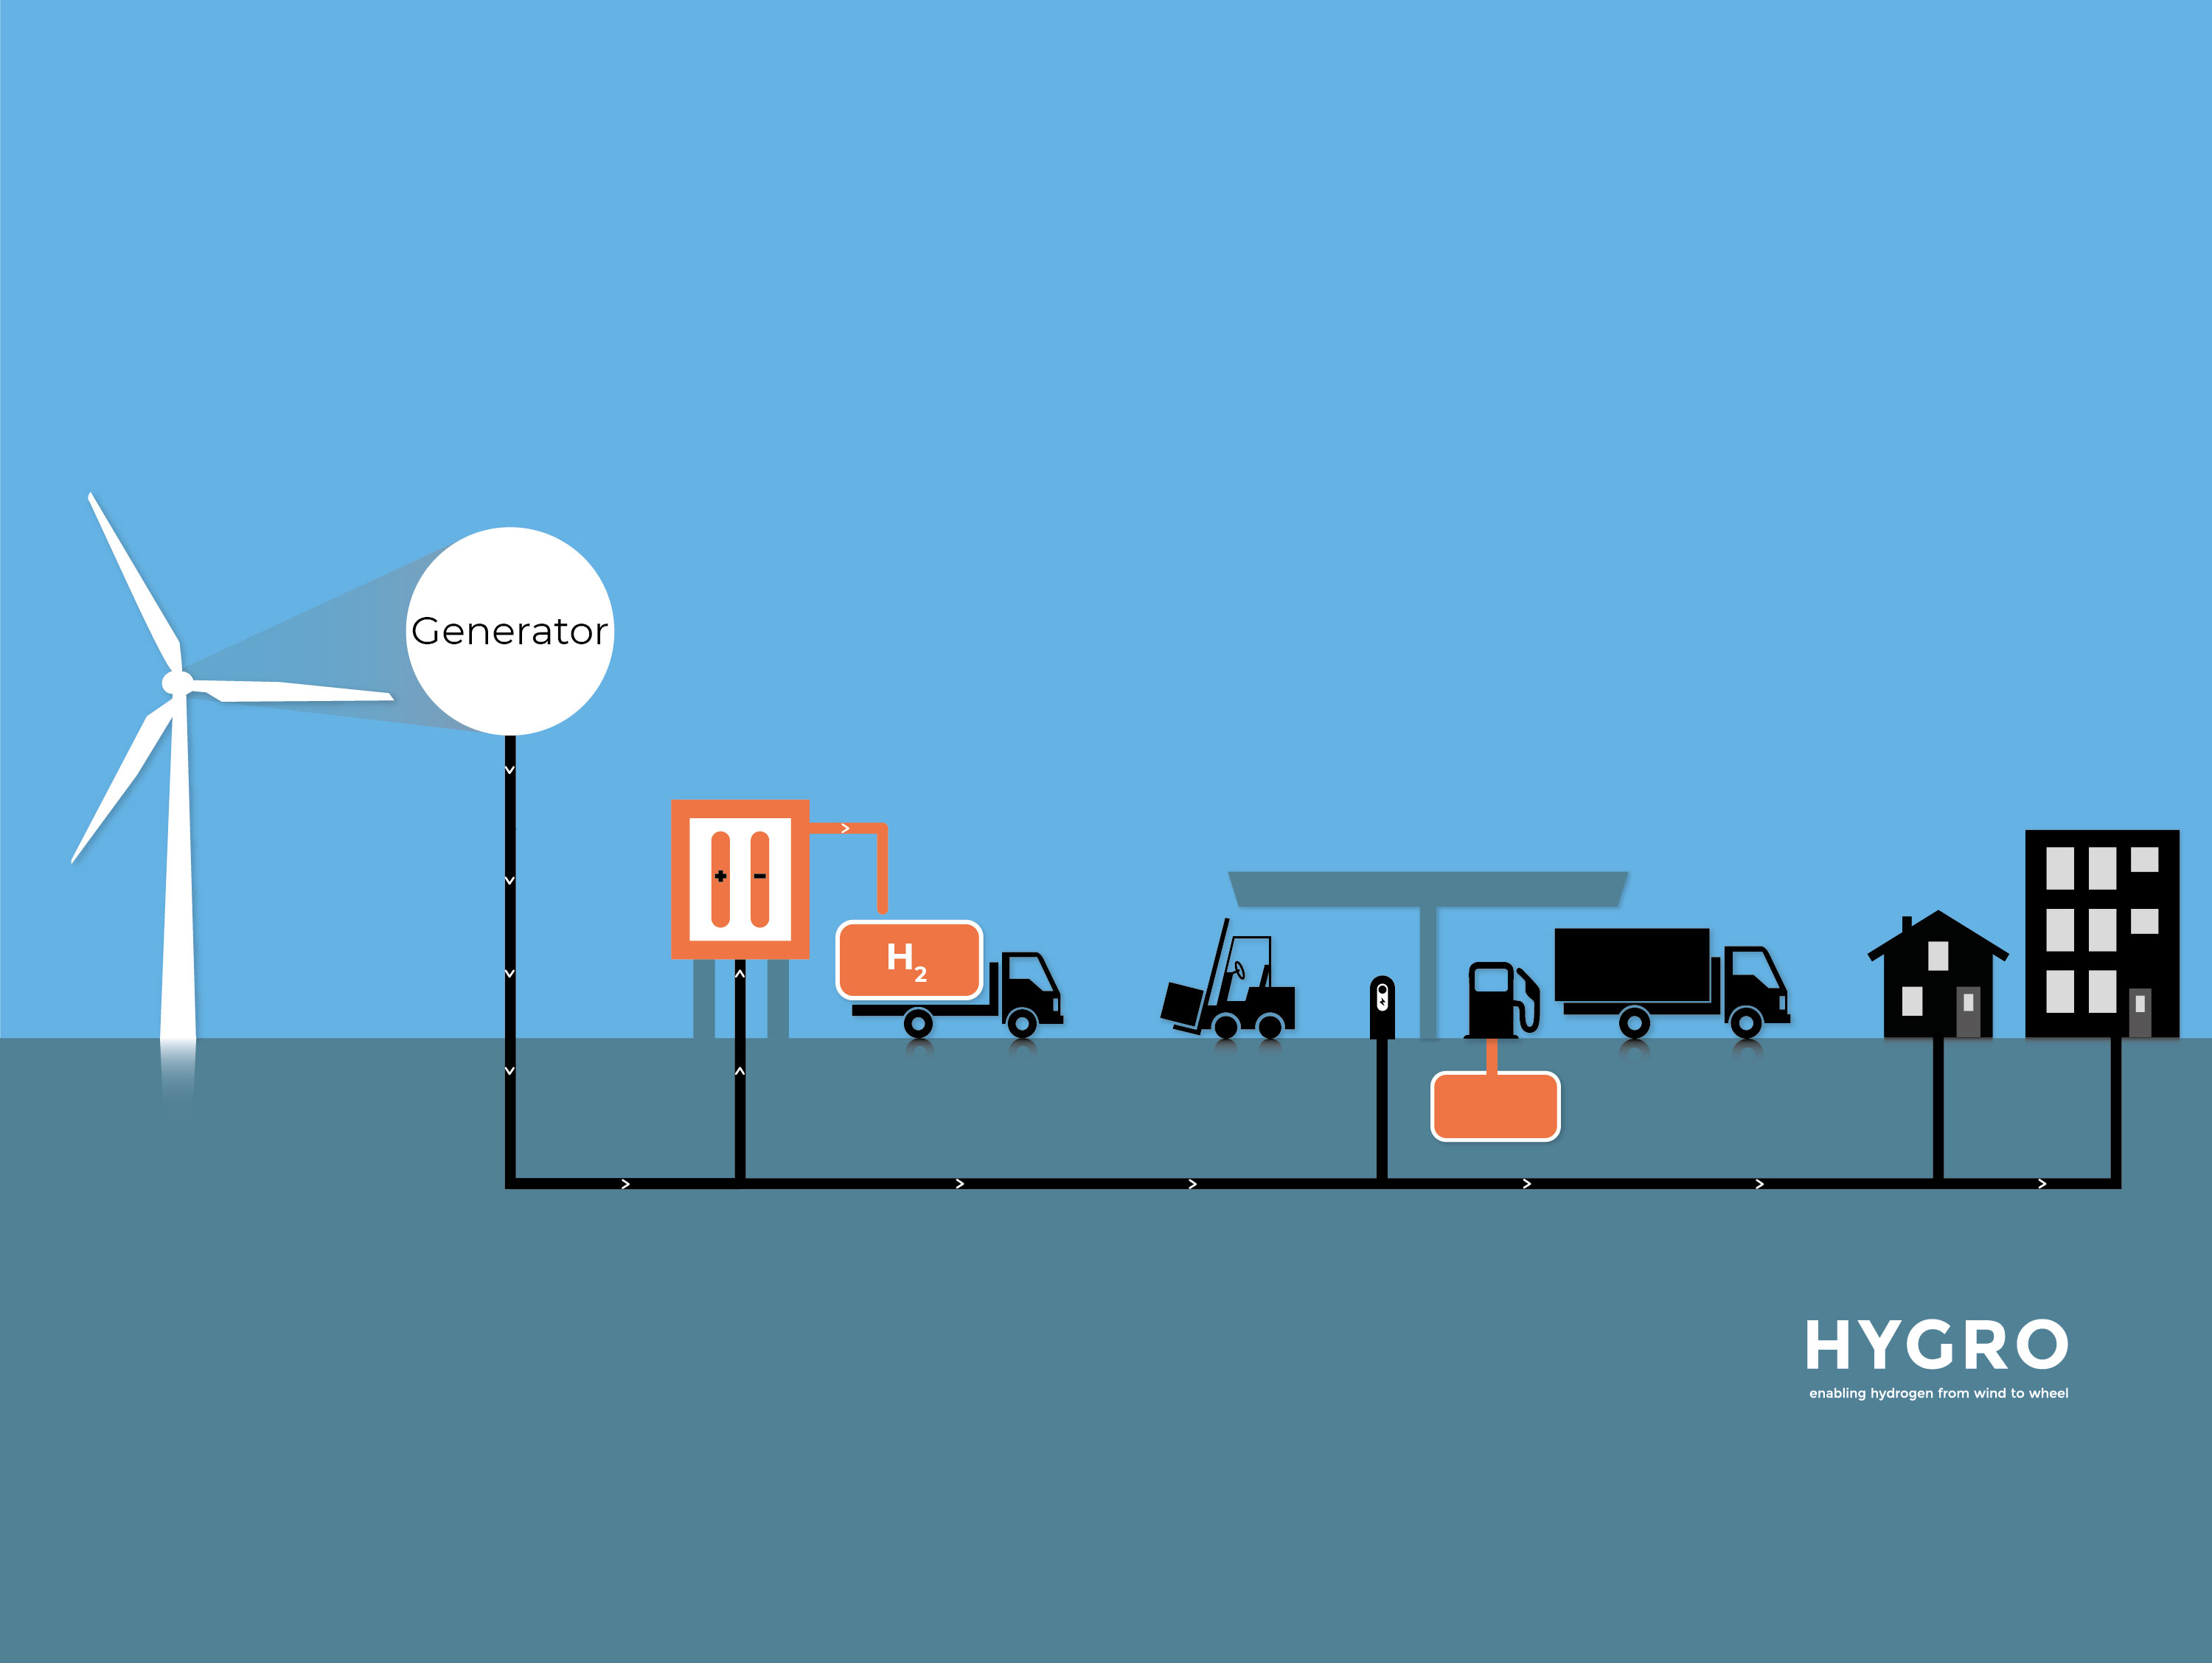 Generator
+ -
H2
HYGRO
enabling hydrogen from wind to wheel